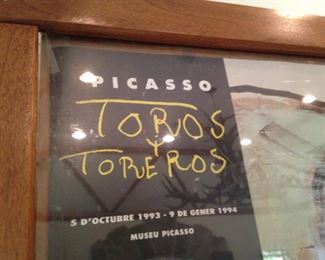 PICASSO
TOROS
Y
TOREROS
5 D'OCTUBRE 1993 - 9 DE GENER 1994
MUSEU PICASSO